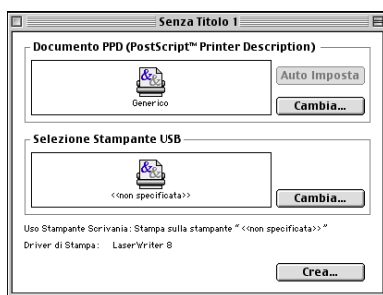 Senza Titolo 1
Documento PPD (PostScript™ Printer Description)
Generico
Auto Imposta
Cambia...
Selezione Stampante USB
<<non specificata>>
Cambia...
Uso Stampante Scrivania: Stampa sulla stampante "<<non specificata>>"
Driver di Stampa: LaserWriter 8
Crea...